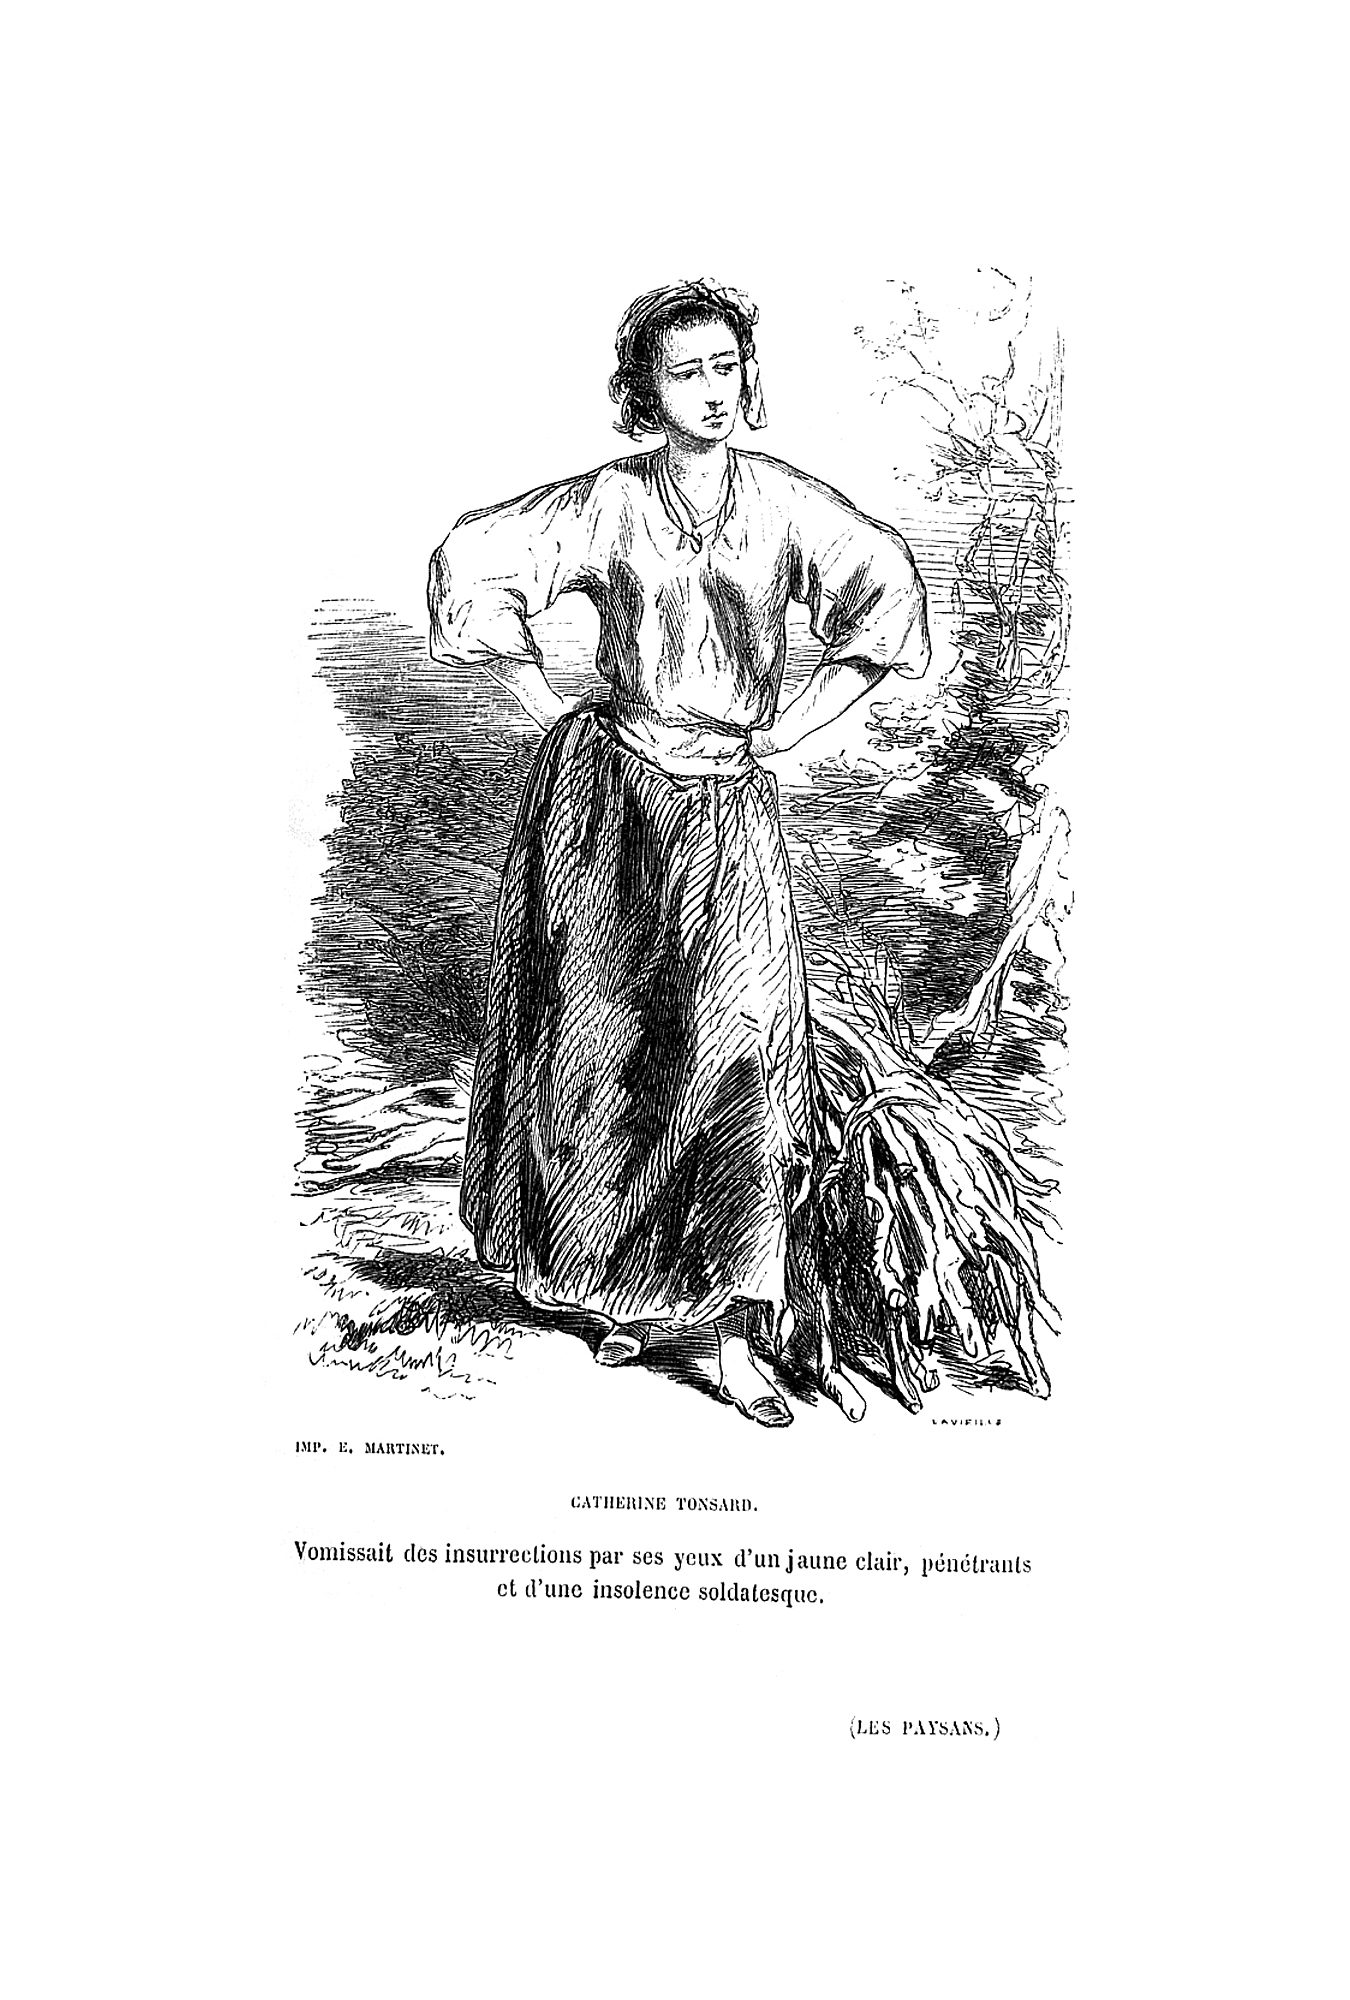 LAVIEILLE
IMP. E. MARTINET.
CATHERINE TONSARD.
Vomissait des insurrections par ses yeux d'un jaune clair, pénétrants
et d'une insolence soldatesque.
(LES PAYSANS.)